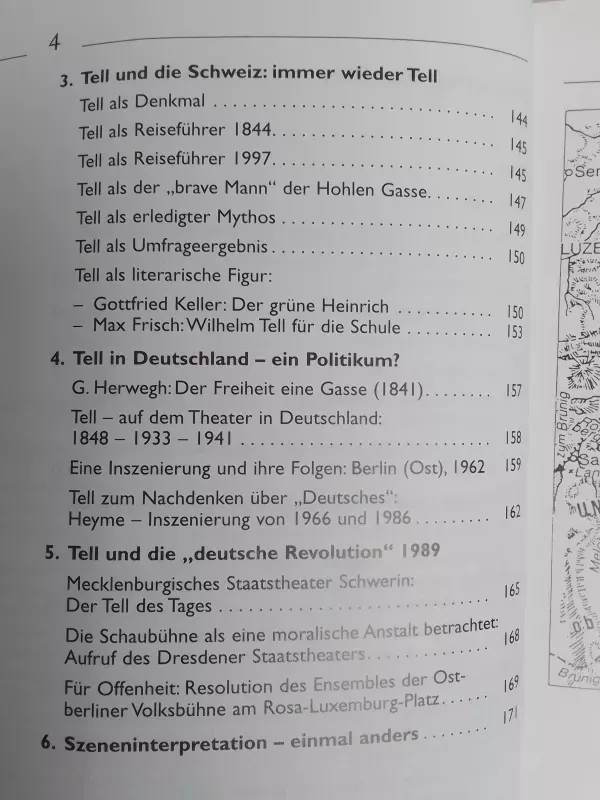 4
3. Tell und die Schweiz: immer wieder Tell
Tell als Denkmal . . . . . . . . . . . . . . . . . . . . . . . . . . . . . 144
Tell als Reiseführer 1844. . . . . . . . . . . . . . . . . . . . . . . 145
Tell als Reiseführer 1997. . . . . . . . . . . . . . . . . . . . . . . 145
Tell als der „brave Mann“ der Hohlen Gasse. . . . . . . . 147
Tell als erledigter Mythos . . . . . . . . . . . . . . . . . . . . . . 149
Tell als Umfrageergebnis. . . . . . . . . . . . . . . . . . . . . . . 150
Tell als literarische Figur:
– Gottfried Keller: Der grüne Heinrich . . . . . . . . . . 150
– Max Frisch: Wilhelm Tell für die Schule . . . . . . . . . 153
4. Tell in Deutschland – ein Politikum?
G. Herwegh: Der Freiheit eine Gasse (1841). . . . . . . . 157
Tell – auf dem Theater in Deutschland:
1848 – 1933 – 1941 . . . . . . . . . . . . . . . . . . . . . . . . . . 158
Eine Inszenierung und ihre Folgen: Berlin (Ost), 1962 159
Tell zum Nachdenken über „Deutsches“:
Heyme – Inszenierung von 1966 und 1986 . . . . . . . . . 162
5. Tell und die „deutsche Revolution“ 1989
Mecklenburgisches Staatstheater Schwerin:
Der Tell des Tages . . . . . . . . . . . . . . . . . . . . . . . . . . . . 165
Die Schaubühne als eine moralische Anstalt betrachtet:
Aufruf des Dresdener Staatstheaters. . . . . . . . . . . . . . 168
Für Offenheit: Resolution des Ensembles der Ost-
berliner Volksbühne am Rosa-Luxemburg-Platz. . . . . . 169
6. Szeneninterpretation – einmal anders . . . . . . . . 171
Sem
LUZE
zum Brünig
Brünig